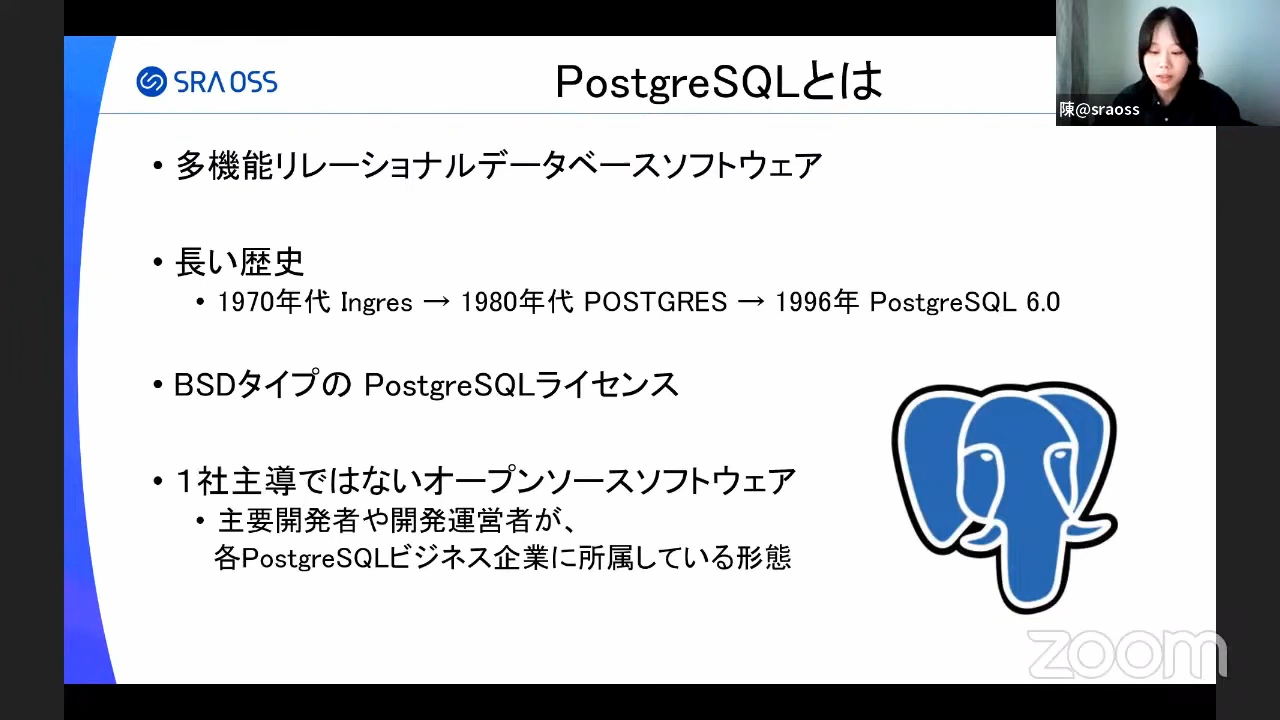 SRA OSS
PostgreSQLとは
陳@sraoss
• 多機能リレーショナルデータベースソフトウェア
• 長い歴史
• 1970年代 Ingres → 1980年代 POSTGRES → 1996年 PostgreSQL 6.0
• BSDタイプの PostgreSQLライセンス
• １社主導ではないオープンソースソフトウェア
• 主要開発者や開発運営者が、
各PostgreSQLビジネス企業に所属している形態
zoom